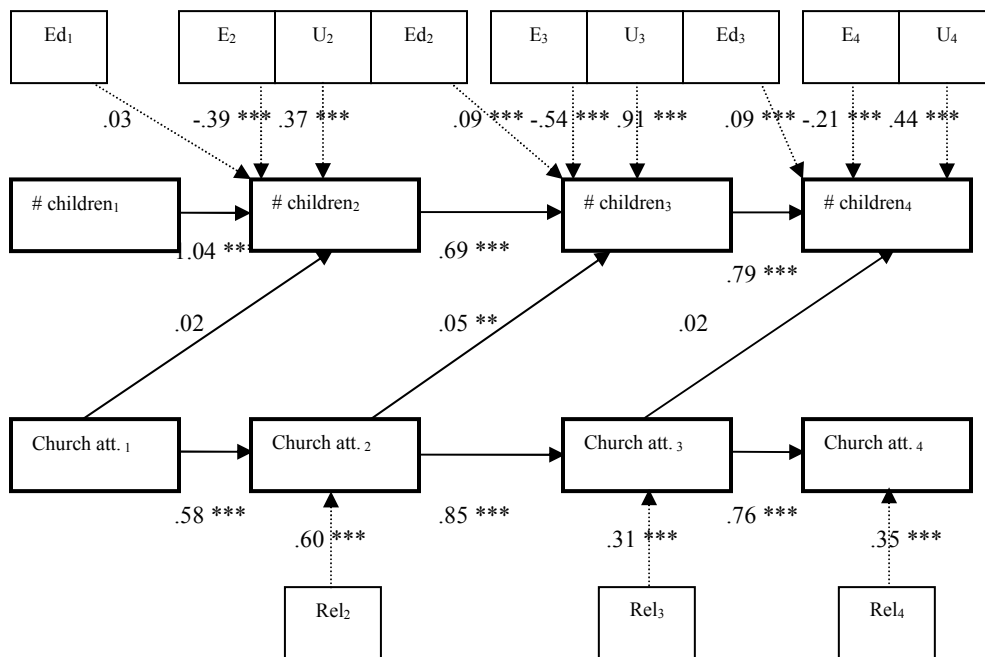 Ed₁ E₂ U₂ Ed₂ E₃ U₃ Ed₃ E₄ U₄
.03 -.39 *** .37 *** .09 *** -.54 *** .91 *** .09 *** -.21 *** .44 ***
# children₁ # children₂ # children₃ # children₄
1.04 *** .69 *** .79 ***
.02 .05 ** .02
Church att. ₁ Church att. ₂ Church att. ₃ Church att. ₄
.58 *** .85 *** .76 ***
.60 *** .31 *** .35 ***
Rel₂ Rel₃ Rel₄